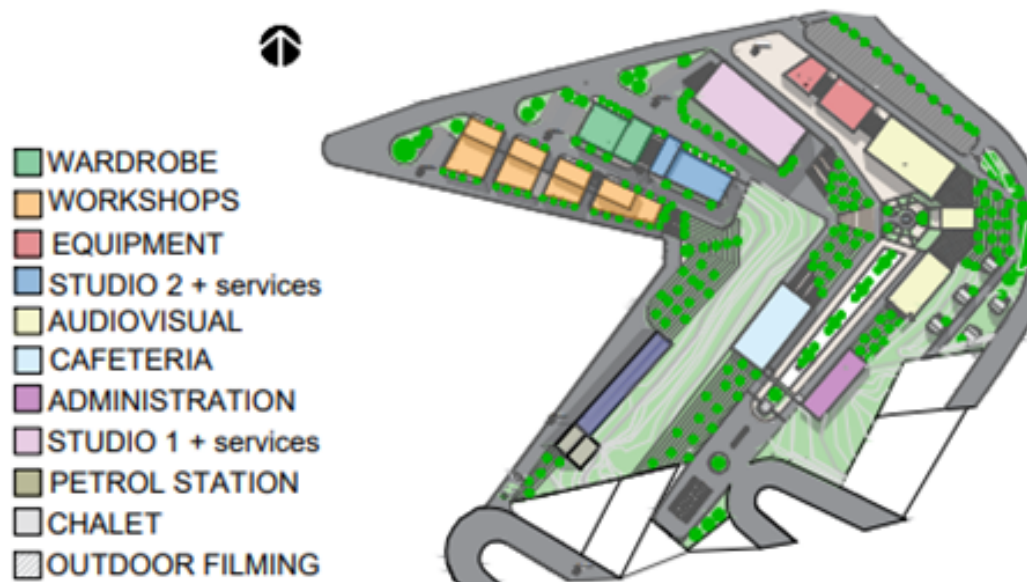 WARDROBE
WORKSHOPS
EQUIPMENT
STUDIO 2 + services
AUDIOVISUAL
CAFETERIA
ADMINISTRATION
STUDIO 1 + services
PETROL STATION
CHALET
OUTDOOR FILMING